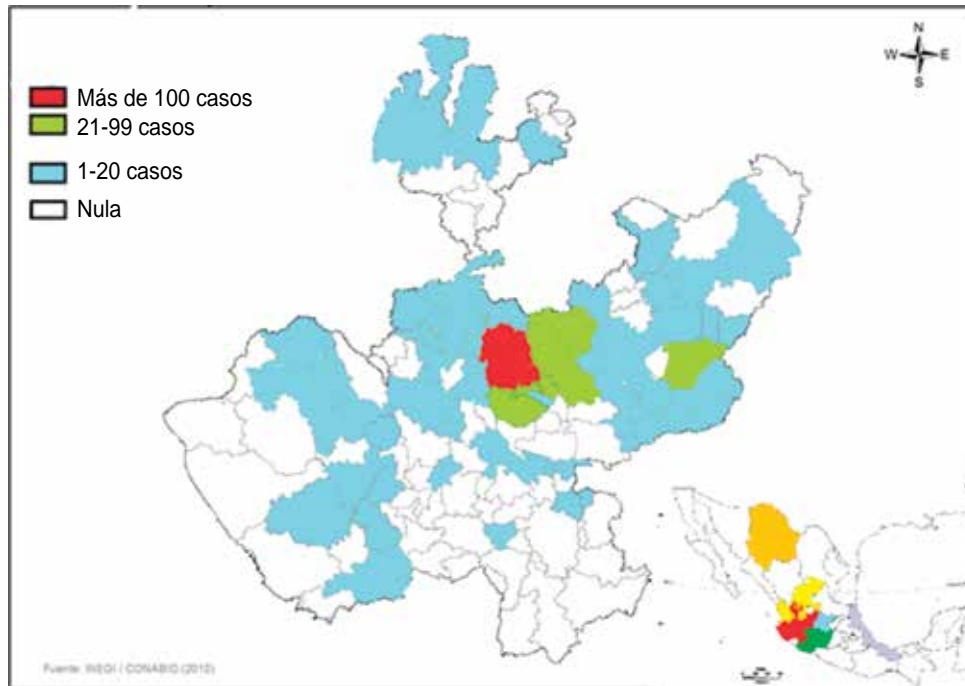 N
W E
S
Más de 100 casos
21-99 casos
1-20 casos
Nula
Fuente: INEGI / CONABIO (2010)